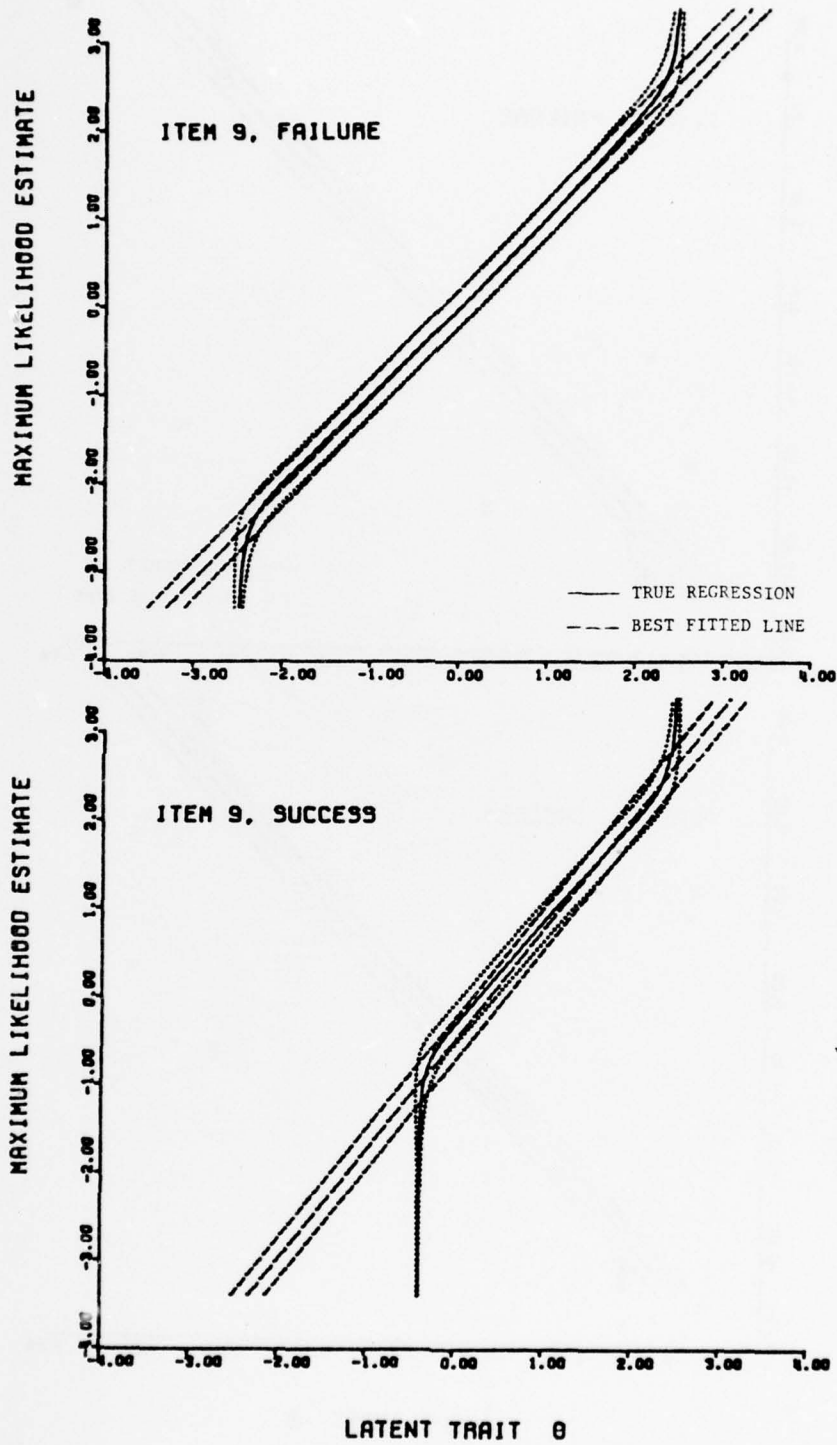 MAXIMUM LIKELIHOOD ESTIMATE
3.00
2.00
1.00
0.00
-1.00
-2.00
-3.00
-4.00
ITEM 9, FAILURE
TRUE REGRESSION
BEST FITTED LINE
-4.00 -3.00 -2.00 -1.00 0.00 1.00 2.00 3.00 4.00
MAXIMUM LIKELIHOOD ESTIMATE
3.00
2.00
1.00
0.00
-1.00
-2.00
-3.00
-4.00
ITEM 9, SUCCESS
-4.00 -3.00 -2.00 -1.00 0.00 1.00 2.00 3.00 4.00
LATENT TRAIT θ